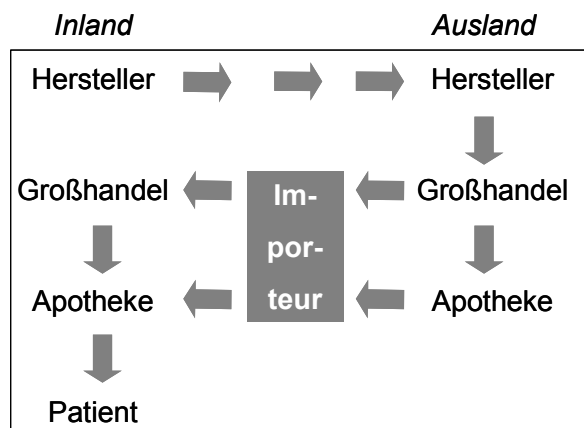 Inland Ausland
Hersteller Hersteller
Großhandel Im- Großhandel
por-
Apotheke teur Apotheke
Patient